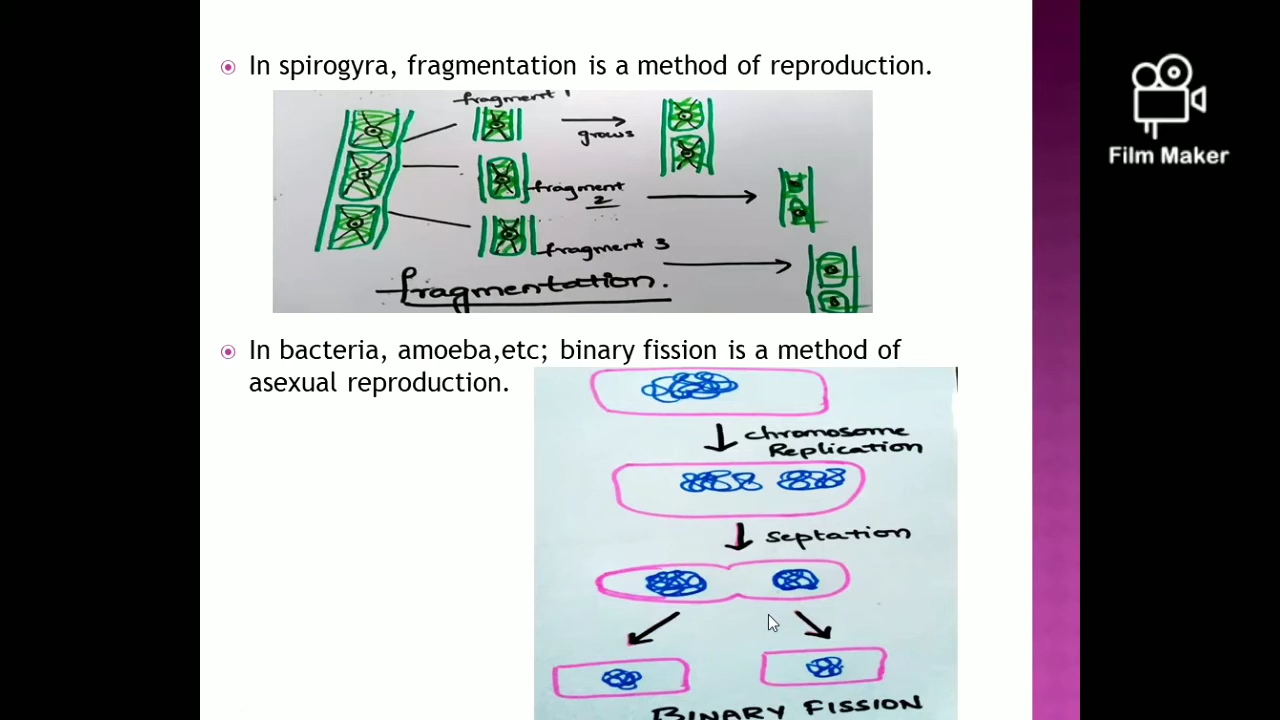 In spirogyra, fragmentation is a method of reproduction.
fragment 1
grows
fragment
2
fragment 3
fragmentation.
In bacteria, amoeba,etc; binary fission is a method of
asexual reproduction.
chromosome
Replication
septation
BINARY FISSION
Film Maker